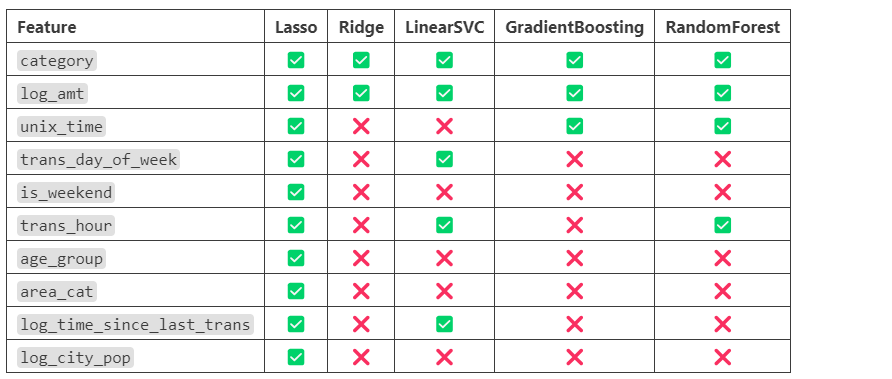 Feature Lasso Ridge LinearSVC GradientBoosting RandomForest
category ✅ ✅ ✅ ✅ ✅
log_amt ✅ ✅ ✅ ✅ ✅
unix_time ✅ ❌ ❌ ✅ ✅
trans_day_of_week ✅ ❌ ✅ ❌ ❌
is_weekend ✅ ❌ ❌ ❌ ❌
trans_hour ✅ ❌ ✅ ❌ ✅
age_group ✅ ❌ ❌ ❌ ❌
area_cat ✅ ❌ ❌ ❌ ❌
log_time_since_last_trans ✅ ❌ ✅ ❌ ❌
log_city_pop ✅ ❌ ❌ ❌ ❌